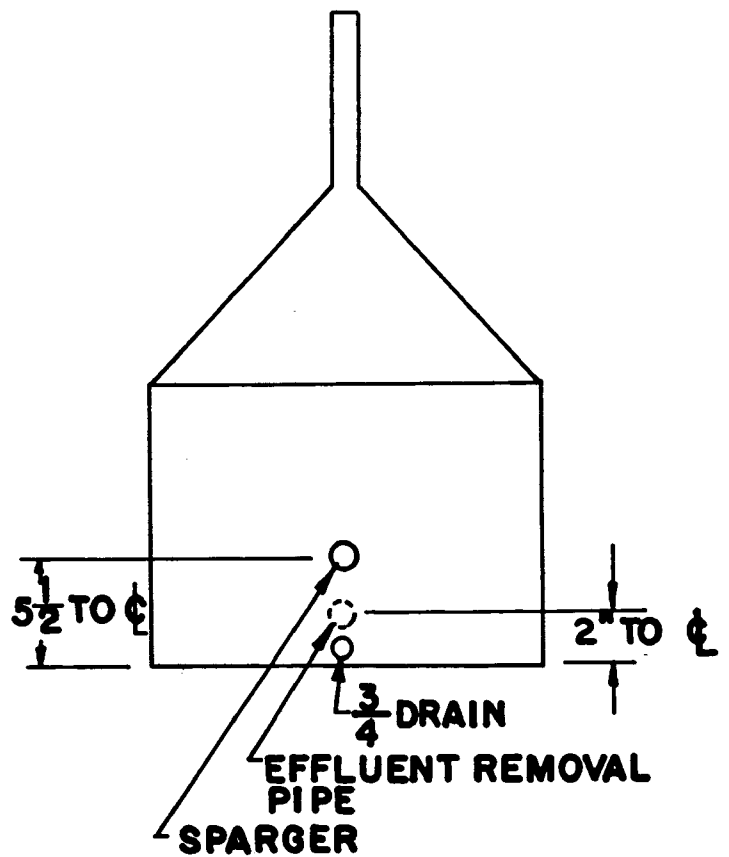 5 1/2 TO ℄
2" TO ℄
3/4 DRAIN
EFFLUENT REMOVAL
PIPE
SPARGER